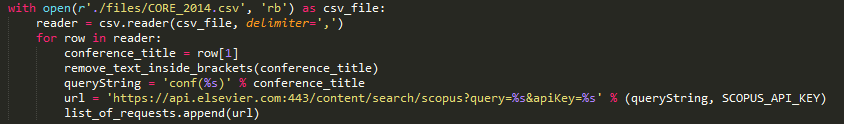 with open(r'./files/CORE_2014.csv', 'rb') as csv_file:
    reader = csv.reader(csv_file, delimiter=',')
    for row in reader:
        conference_title = row[1]
        remove_text_inside_brackets(conference_title)
        queryString = 'conf(%s)' % conference_title
        url = 'https://api.elsevier.com:443/content/search/scopus?query=%s&apiKey=%s' % (queryString, SCOPUS_API_KEY)
        list_of_requests.append(url)